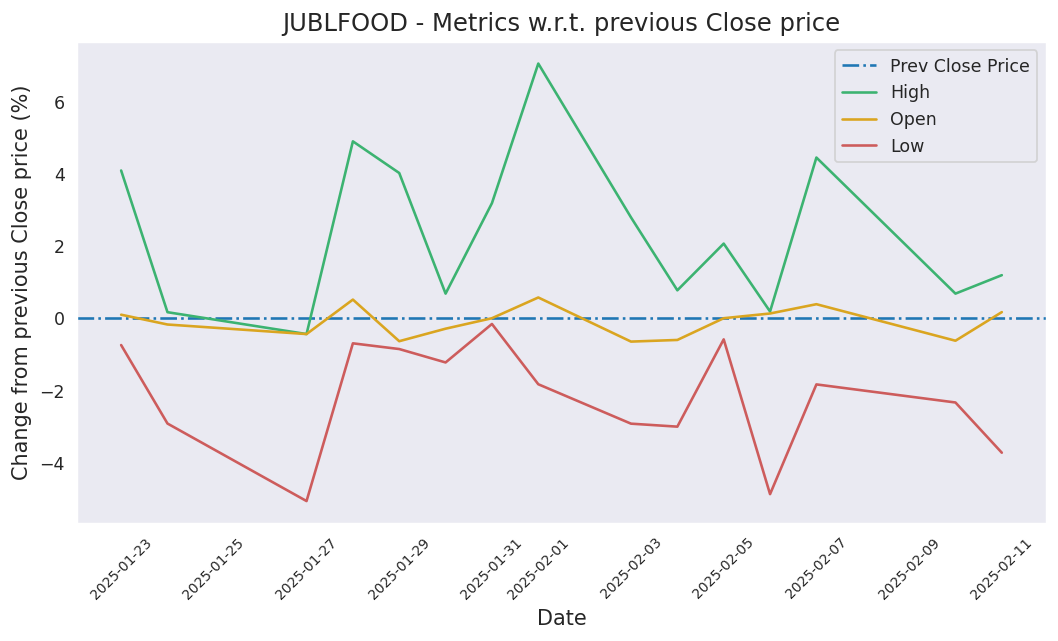 JUBLFOOD - Metrics w.r.t. previous Close price
Change from previous Close price (%)
6
4
2
0
−2
−4
Prev Close Price
High
Open
Low
2025-01-23
2025-01-25
2025-01-27
2025-01-29
2025-01-31
2025-02-01
2025-02-03
2025-02-05
2025-02-07
2025-02-09
2025-02-11
Date